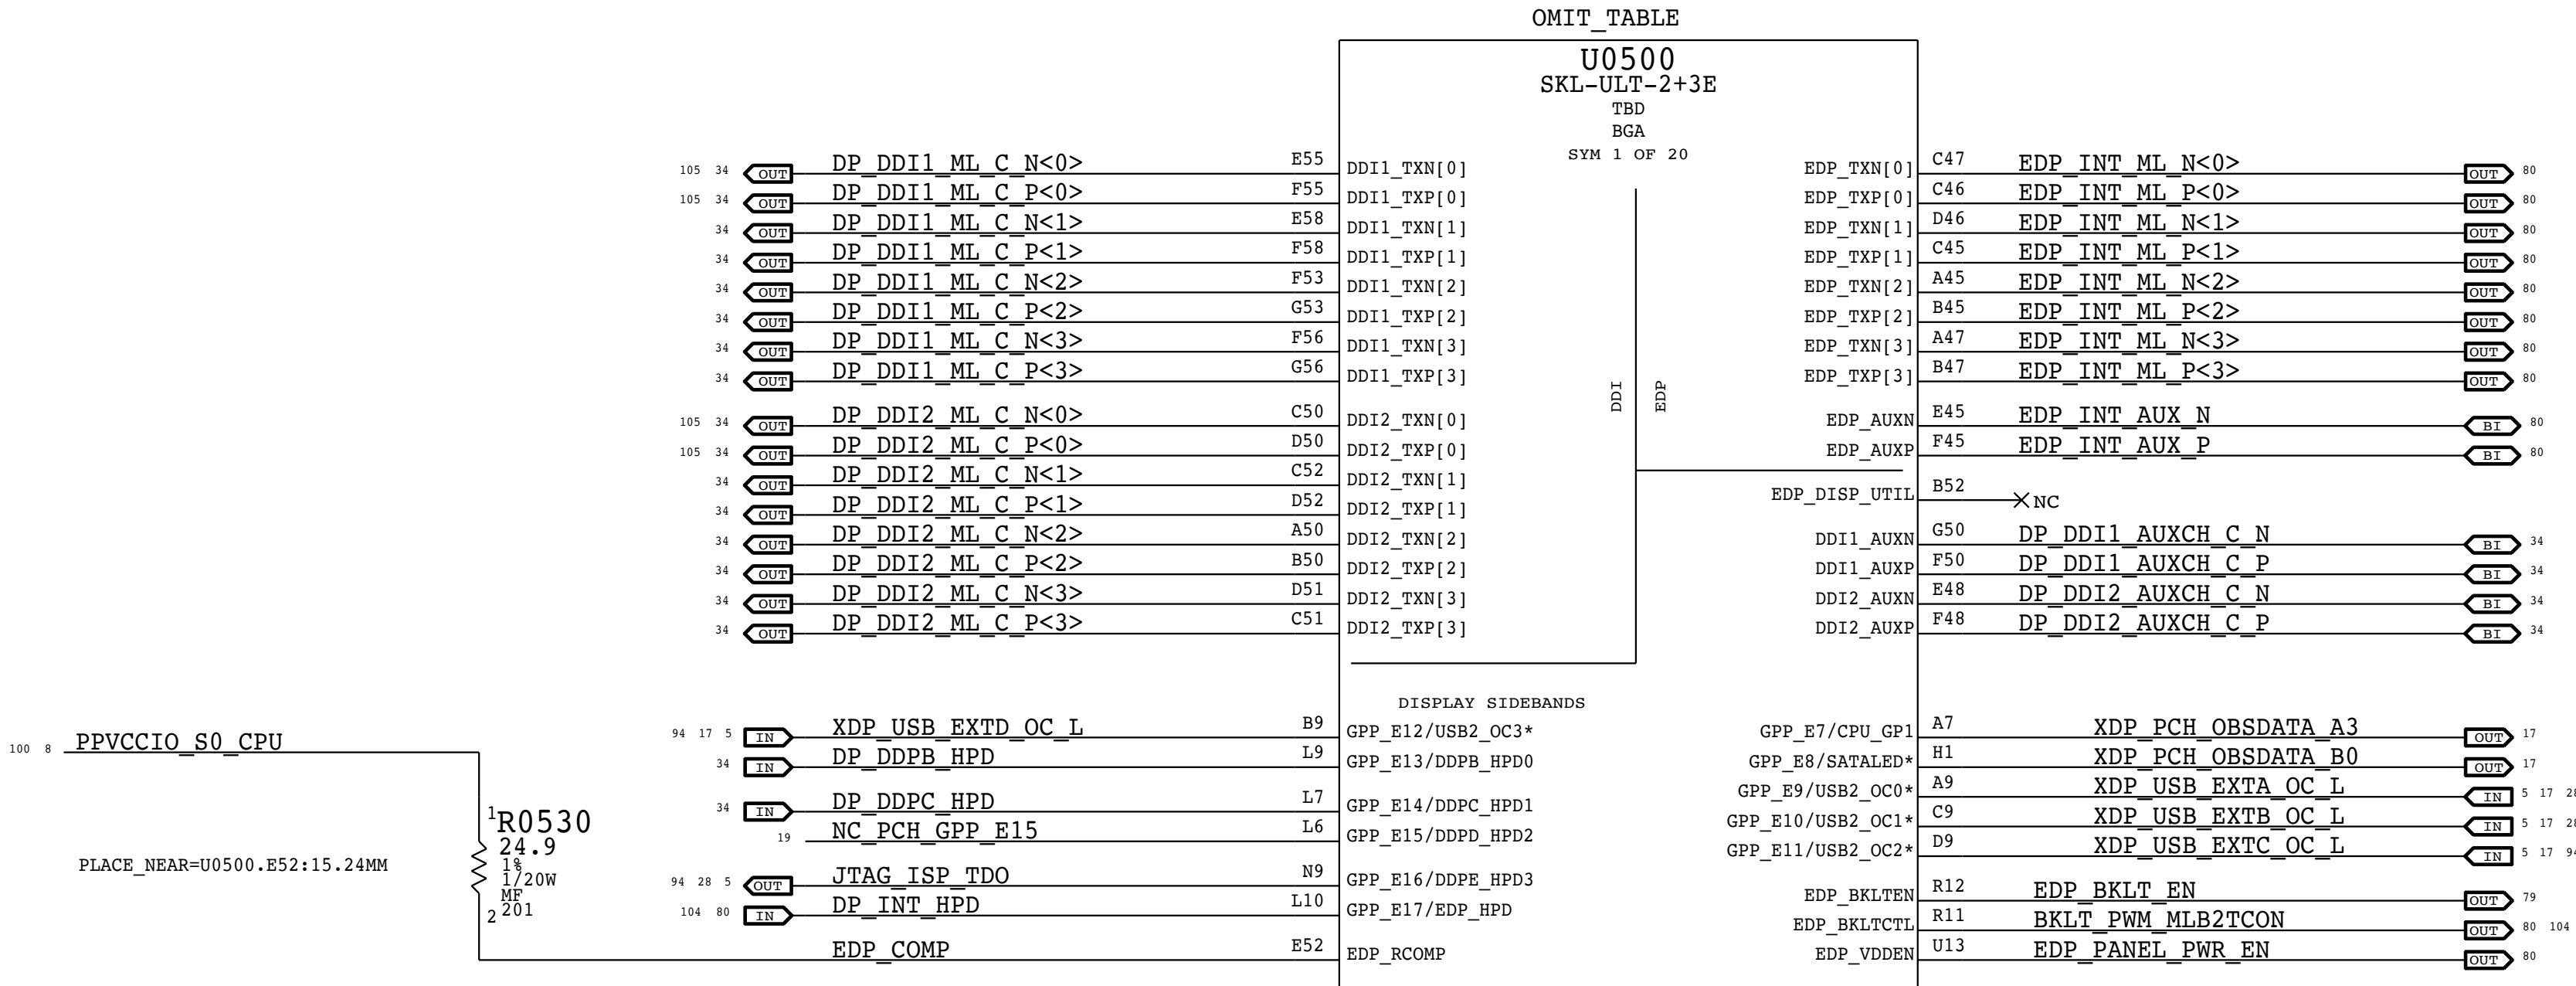 OMIT_TABLE
U0500
SKL-ULT-2+3E
TBD
BGA
SYM 1 OF 20
105 34 OUT DP_DDI1_ML_C_N<0> E55 DDI1_TXN[0]
105 34 OUT DP_DDI1_ML_C_P<0> F55 DDI1_TXP[0]
34 OUT DP_DDI1_ML_C_N<1> E58 DDI1_TXN[1]
34 OUT DP_DDI1_ML_C_P<1> F58 DDI1_TXP[1]
34 OUT DP_DDI1_ML_C_N<2> F53 DDI1_TXN[2]
34 OUT DP_DDI1_ML_C_P<2> G53 DDI1_TXP[2]
34 OUT DP_DDI1_ML_C_N<3> F56 DDI1_TXN[3]
34 OUT DP_DDI1_ML_C_P<3> G56 DDI1_TXP[3]
105 34 OUT DP_DDI2_ML_C_N<0> C50 DDI2_TXN[0]
105 34 OUT DP_DDI2_ML_C_P<0> D50 DDI2_TXP[0]
34 OUT DP_DDI2_ML_C_N<1> C52 DDI2_TXN[1]
34 OUT DP_DDI2_ML_C_P<1> D52 DDI2_TXP[1]
34 OUT DP_DDI2_ML_C_N<2> A50 DDI2_TXN[2]
34 OUT DP_DDI2_ML_C_P<2> B50 DDI2_TXP[2]
34 OUT DP_DDI2_ML_C_N<3> D51 DDI2_TXN[3]
34 OUT DP_DDI2_ML_C_P<3> C51 DDI2_TXP[3]
DDI
EDP
EDP_TXN[0] C47 EDP_INT_ML_N<0> OUT 80
EDP_TXP[0] C46 EDP_INT_ML_P<0> OUT 80
EDP_TXN[1] D46 EDP_INT_ML_N<1> OUT 80
EDP_TXP[1] C45 EDP_INT_ML_P<1> OUT 80
EDP_TXN[2] A45 EDP_INT_ML_N<2> OUT 80
EDP_TXP[2] B45 EDP_INT_ML_P<2> OUT 80
EDP_TXN[3] A47 EDP_INT_ML_N<3> OUT 80
EDP_TXP[3] B47 EDP_INT_ML_P<3> OUT 80
EDP_AUXN E45 EDP_INT_AUX_N BI 80
EDP_AUXP F45 EDP_INT_AUX_P BI 80
EDP_DISP_UTIL B52 NC
DDI1_AUXN G50 DP_DDI1_AUXCH_C_N BI 34
DDI1_AUXP F50 DP_DDI1_AUXCH_C_P BI 34
DDI2_AUXN E48 DP_DDI2_AUXCH_C_N BI 34
DDI2_AUXP F48 DP_DDI2_AUXCH_C_P BI 34
DISPLAY SIDEBANDS
94 17 5 IN XDP_USB_EXTD_OC_L B9 GPP_E12/USB2_OC3*
34 IN DP_DDPB_HPD L9 GPP_E13/DDPB_HPD0
34 IN DP_DDPC_HPD L7 GPP_E14/DDPC_HPD1
19 NC_PCH_GPP_E15 L6 GPP_E15/DDPD_HPD2
94 28 5 OUT JTAG_ISP_TDO N9 GPP_E16/DDPE_HPD3
104 80 IN DP_INT_HPD L10 GPP_E17/EDP_HPD
EDP_COMP E52 EDP_RCOMP
GPP_E7/CPU_GP1 A7 XDP_PCH_OBSDATA_A3 OUT 17
GPP_E8/SATALED* H1 XDP_PCH_OBSDATA_B0 OUT 17
GPP_E9/USB2_OC0* A9 XDP_USB_EXTA_OC_L IN 5 17 28
GPP_E10/USB2_OC1* C9 XDP_USB_EXTB_OC_L IN 5 17 28
GPP_E11/USB2_OC2* D9 XDP_USB_EXTC_OC_L IN 5 17 94
EDP_BKLTEN R12 EDP_BKLT_EN OUT 79
EDP_BKLTCTL R11 BKLT_PWM_MLB2TCON OUT 80 104
EDP_VDDEN U13 EDP_PANEL_PWR_EN OUT 80
100 8 PPVCCIO_S0_CPU
1 R0530
24.9
1%
1/20W
MF
2 201
PLACE_NEAR=U0500.E52:15.24MM